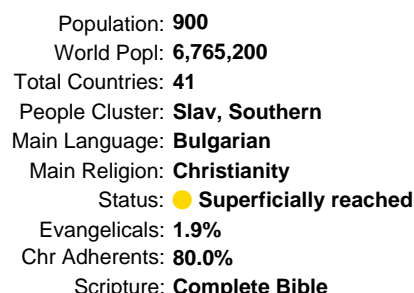 Population: 900
World Popl: 6,765,200
Total Countries: 41
People Cluster: Slav, Southern
Main Language: Bulgarian
Main Religion: Christianity
Status: Superficially reached
Evangelicals: 1.9%
Chr Adherents: 80.0%
Scripture: Complete Bible